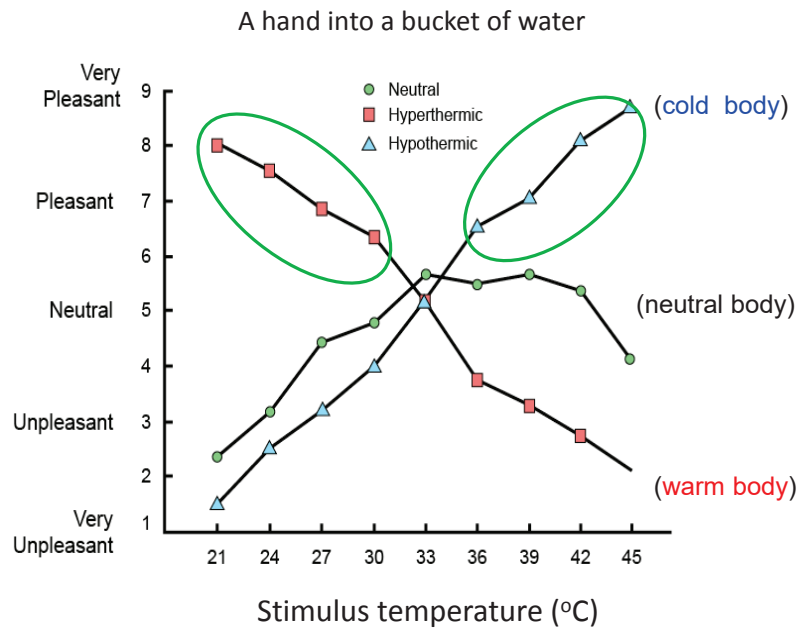 A hand into a bucket of water
Very
Pleasant
Pleasant
Neutral
Unpleasant
Very
Unpleasant
9
8
7
6
5
4
3
2
1
Neutral
Hyperthermic
Hypothermic
(cold body)
(neutral body)
(warm body)
21 24 27 30 33 36 39 42 45
Stimulus temperature (°C)